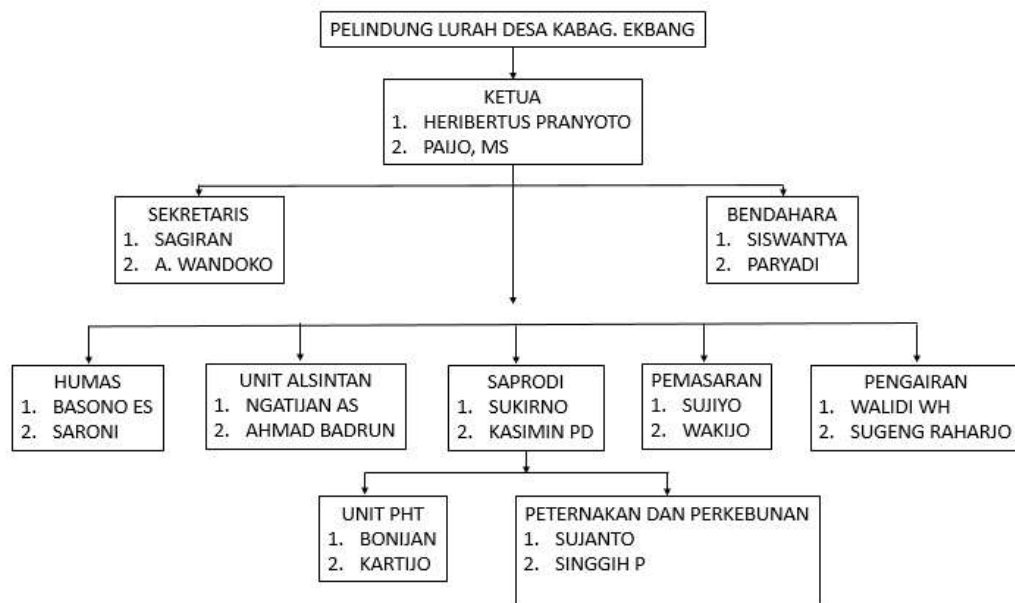 PELINDUNG LURAH DESA KABAG. EKBANG
KETUA
1. HERIBERTUS PRANYOTO
2. PAIJO, MS
SEKRETARIS
1. SAGIRAN
2. A. WANDOKO
BENDAHARA
1. SISWANTYA
2. PARYADI
HUMAS
1. BASONO ES
2. SARONI
UNIT ALSINTAN
1. NGATIJAN AS
2. AHMAD BADRUN
SAPRODI
1. SUKIRNO
2. KASIMIN PD
PEMASARAN
1. SUJIYO
2. WAKIJO
PENGAIRAN
1. WALIDI WH
2. SUGENG RAHARJO
UNIT PHT
1. BONIJAN
2. KARTIJO
PETERNAKAN DAN PERKEBUNAN
1. SUJANTO
2. SINGGIH P